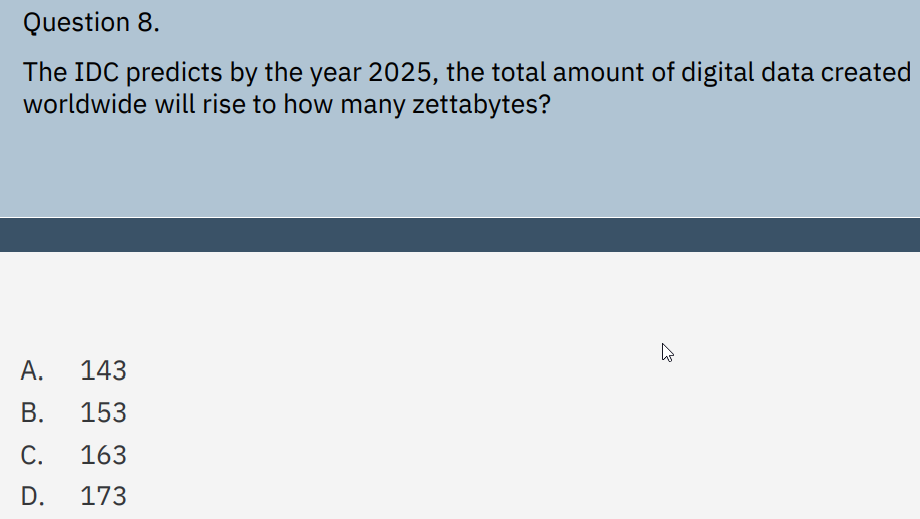 Question 8.
The IDC predicts by the year 2025, the total amount of digital data created
worldwide will rise to how many zettabytes?
A. 143
B. 153
C. 163
D. 173